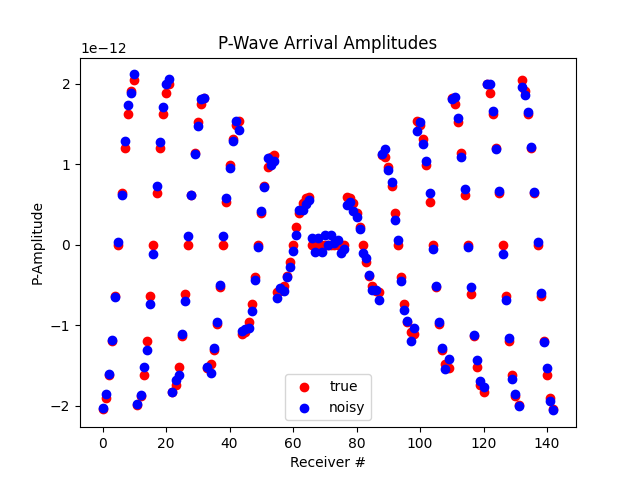 P-Wave Arrival Amplitudes
1e−12
2
1
0
−1
−2
P-Amplitude
0 20 40 60 80 100 120 140
Receiver #
true
noisy